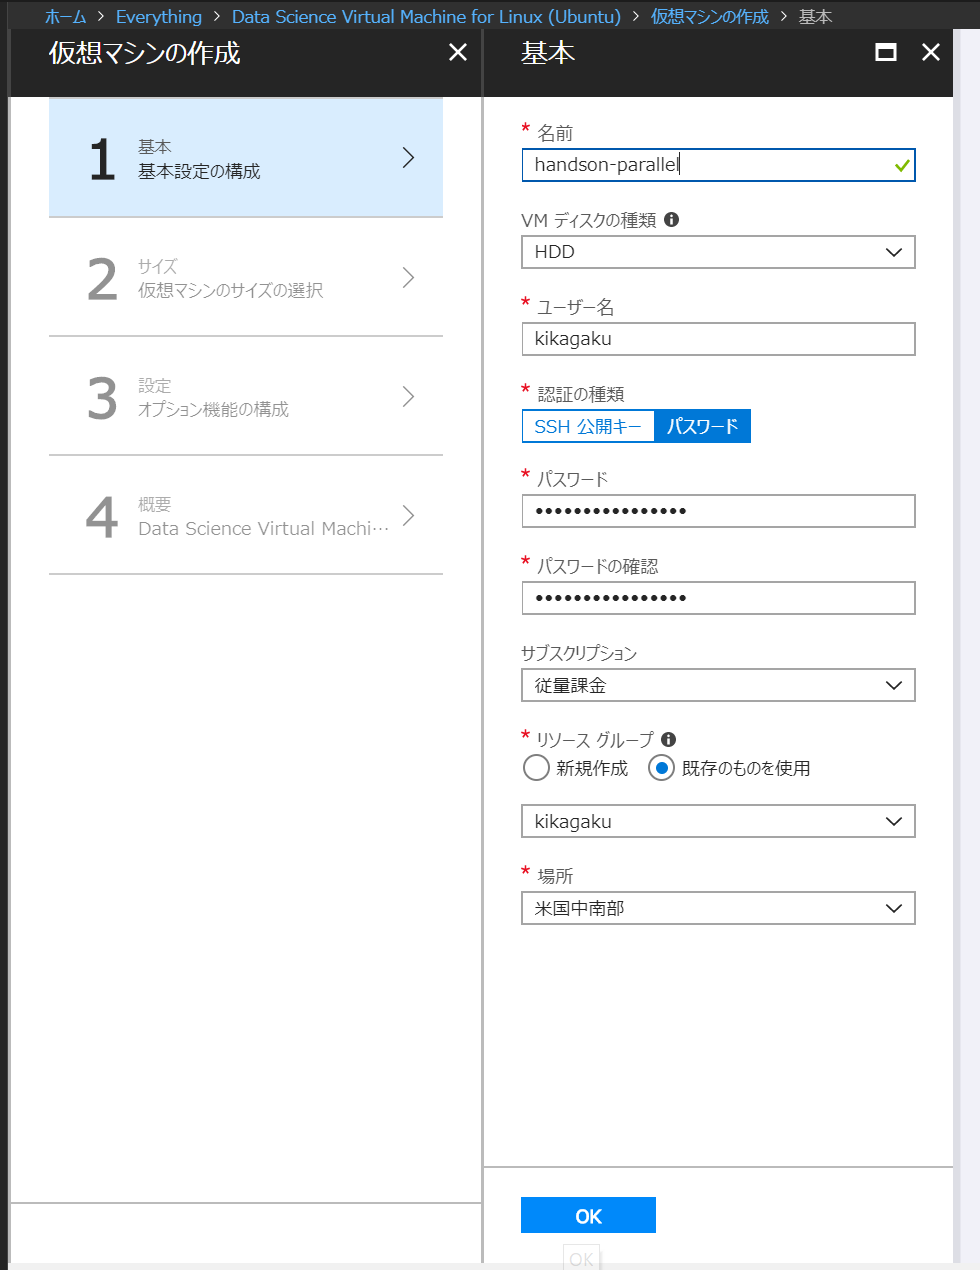 ホーム > Everything > Data Science Virtual Machine for Linux (Ubuntu) > 仮想マシンの作成 > 基本
仮想マシンの作成
1
基本
基本設定の構成
2
サイズ
仮想マシンのサイズの選択
3
設定
オプション機能の構成
4
概要
Data Science Virtual Machi…
基本
* 名前
handson-parallel
VM ディスクの種類
HDD
* ユーザー名
kikagaku
* 認証の種類
SSH 公開キー パスワード
* パスワード
••••••••••••••••
* パスワードの確認
••••••••••••••••
サブスクリプション
従量課金
* リソース グループ
新規作成 既存のものを使用
kikagaku
* 場所
米国中南部
OK
OK